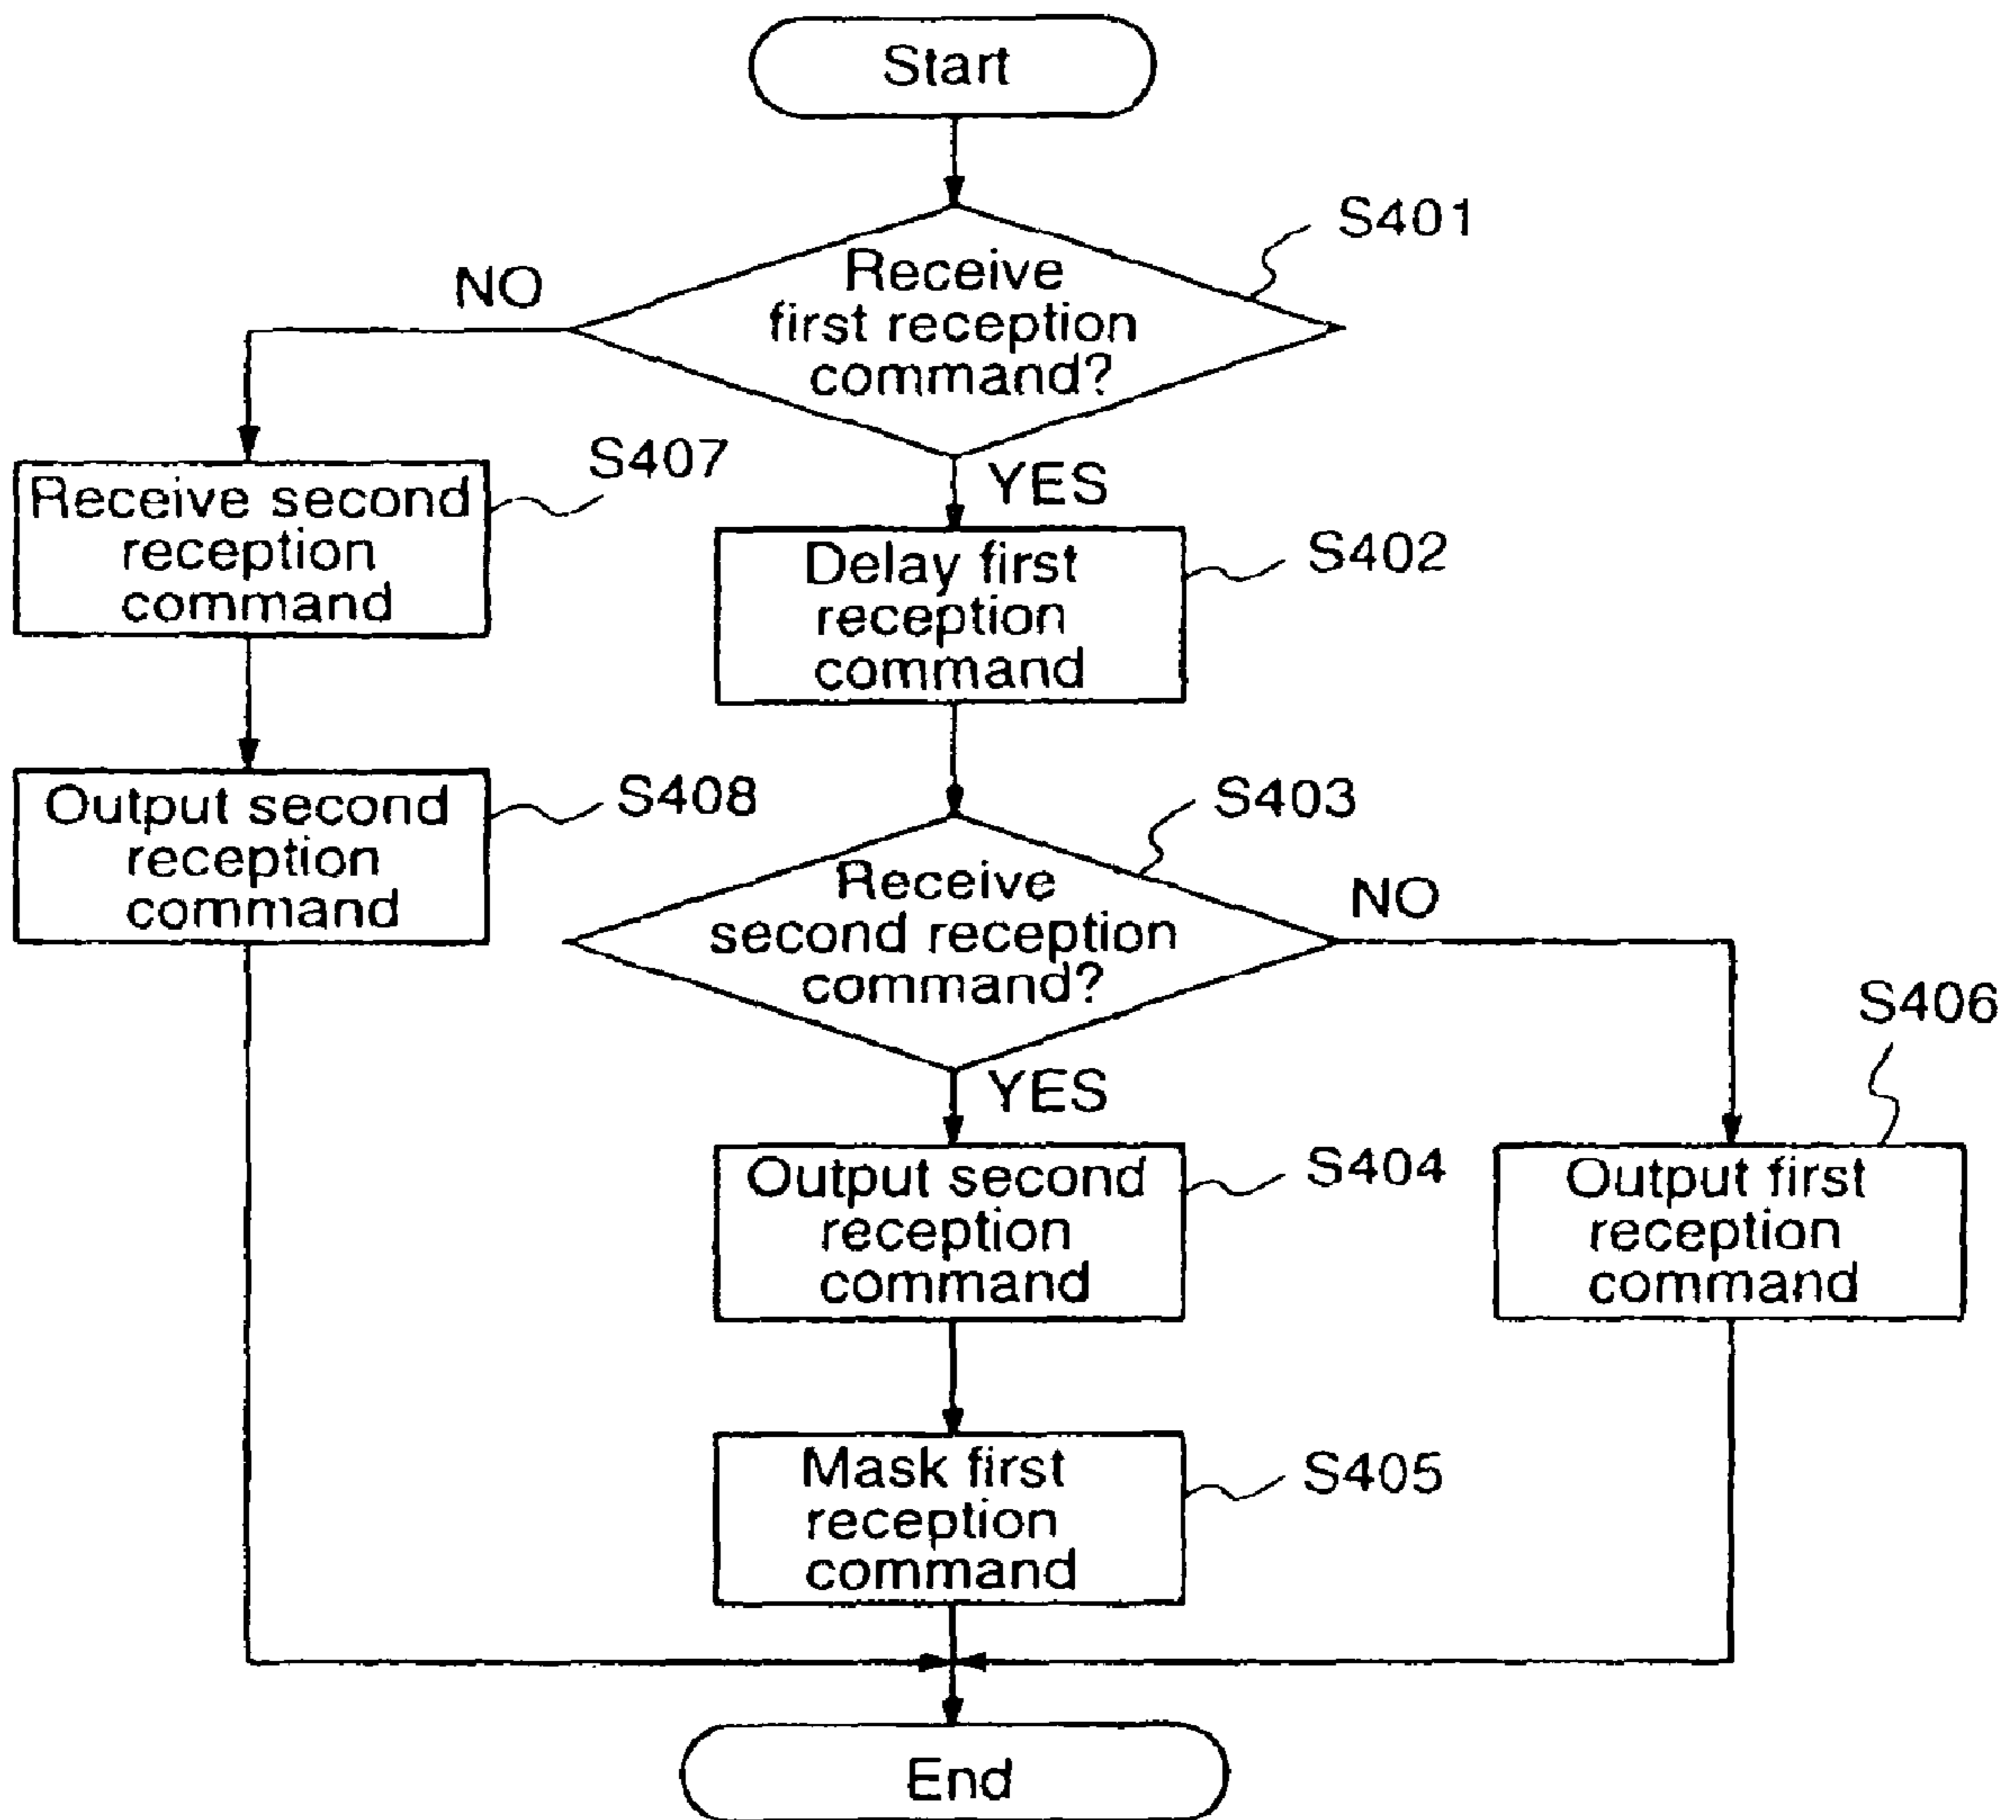 Start
S401
Receive
first reception
command?
NO
YES
S407
Receive second
reception
command
S402
Delay first
reception
command
S408
Output second
reception
command
S403
Receive
second reception
command?
NO
YES
S406
Output first
reception
command
S404
Output second
reception
command
S405
Mask first
reception
command
End